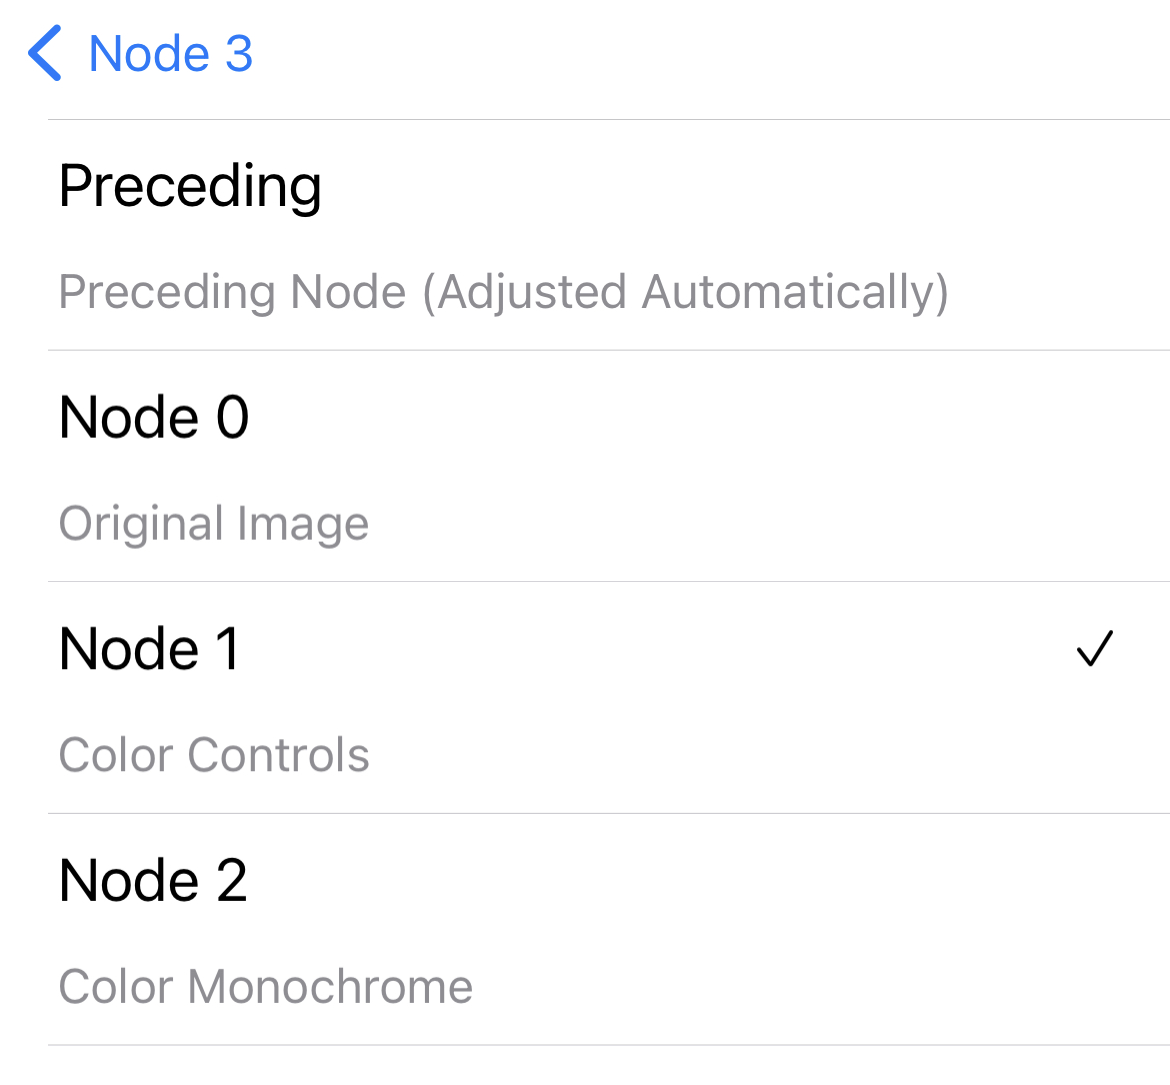 Node 3
Preceding
Preceding Node (Adjusted Automatically)
Node 0
Original Image
Node 1
Color Controls
Node 2
Color Monochrome